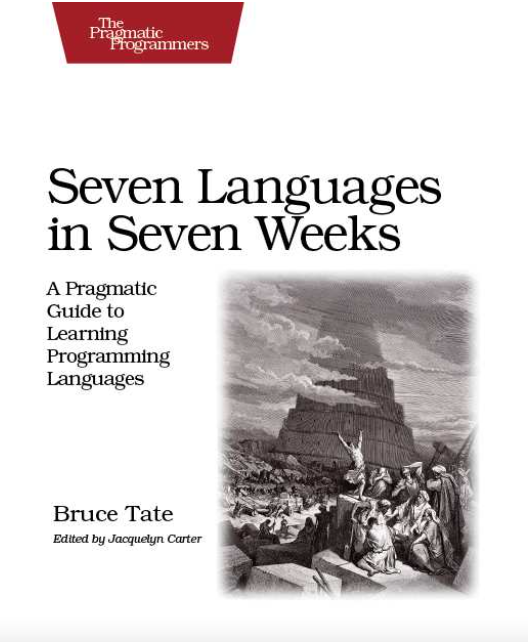 The
Pragmatic
Programmers
Seven Languages
in Seven Weeks
A Pragmatic
Guide to
Learning
Programming
Languages
Bruce Tate
Edited by Jacquelyn Carter